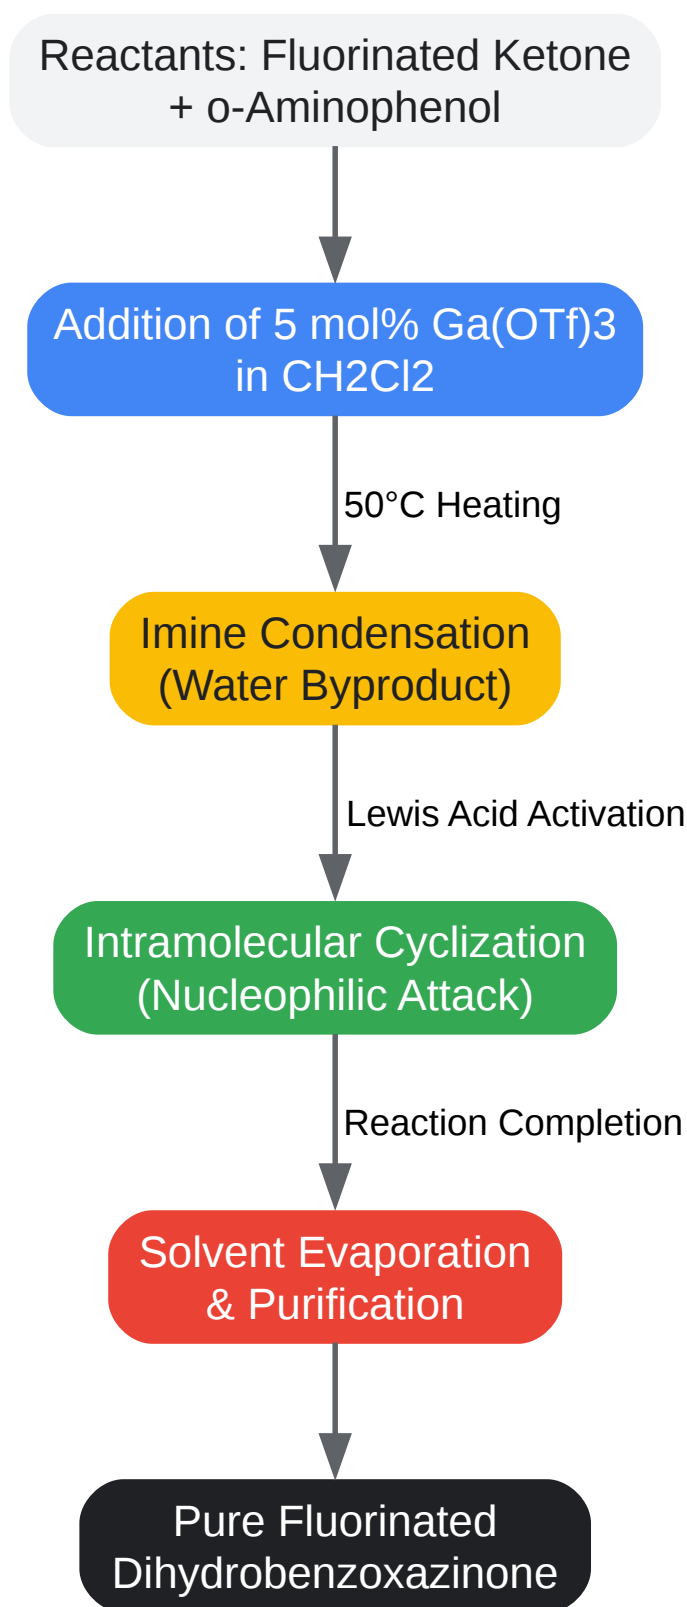 Reactants: Fluorinated Ketone
+ o-Aminophenol
Addition of 5 mol% Ga(OTf)3
in CH2Cl2
50°C Heating
Imine Condensation
(Water Byproduct)
Lewis Acid Activation
Intramolecular Cyclization
(Nucleophilic Attack)
Reaction Completion
Solvent Evaporation
& Purification
Pure Fluorinated
Dihydrobenzoxazinone